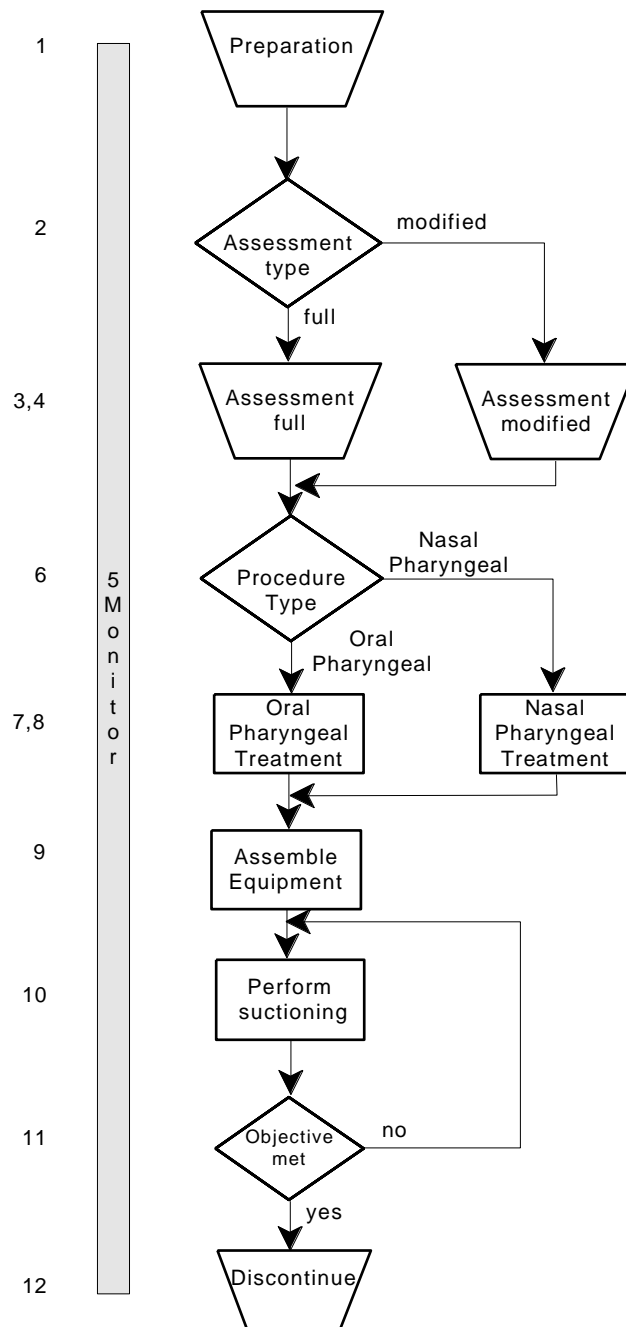 1
Preparation
2
modified
Assessment
type
full
3,4
Assessment
full
Assessment
modified
6
Procedure
Type
Nasal
Pharyngeal
Oral
Pharyngeal
5
M
o
n
i
t
o
r
7,8
Oral
Pharyngeal
Treatment
Nasal
Pharyngeal
Treatment
9
Assemble
Equipment
10
Perform
suctioning
11
Objective
met
no
yes
12
Discontinue